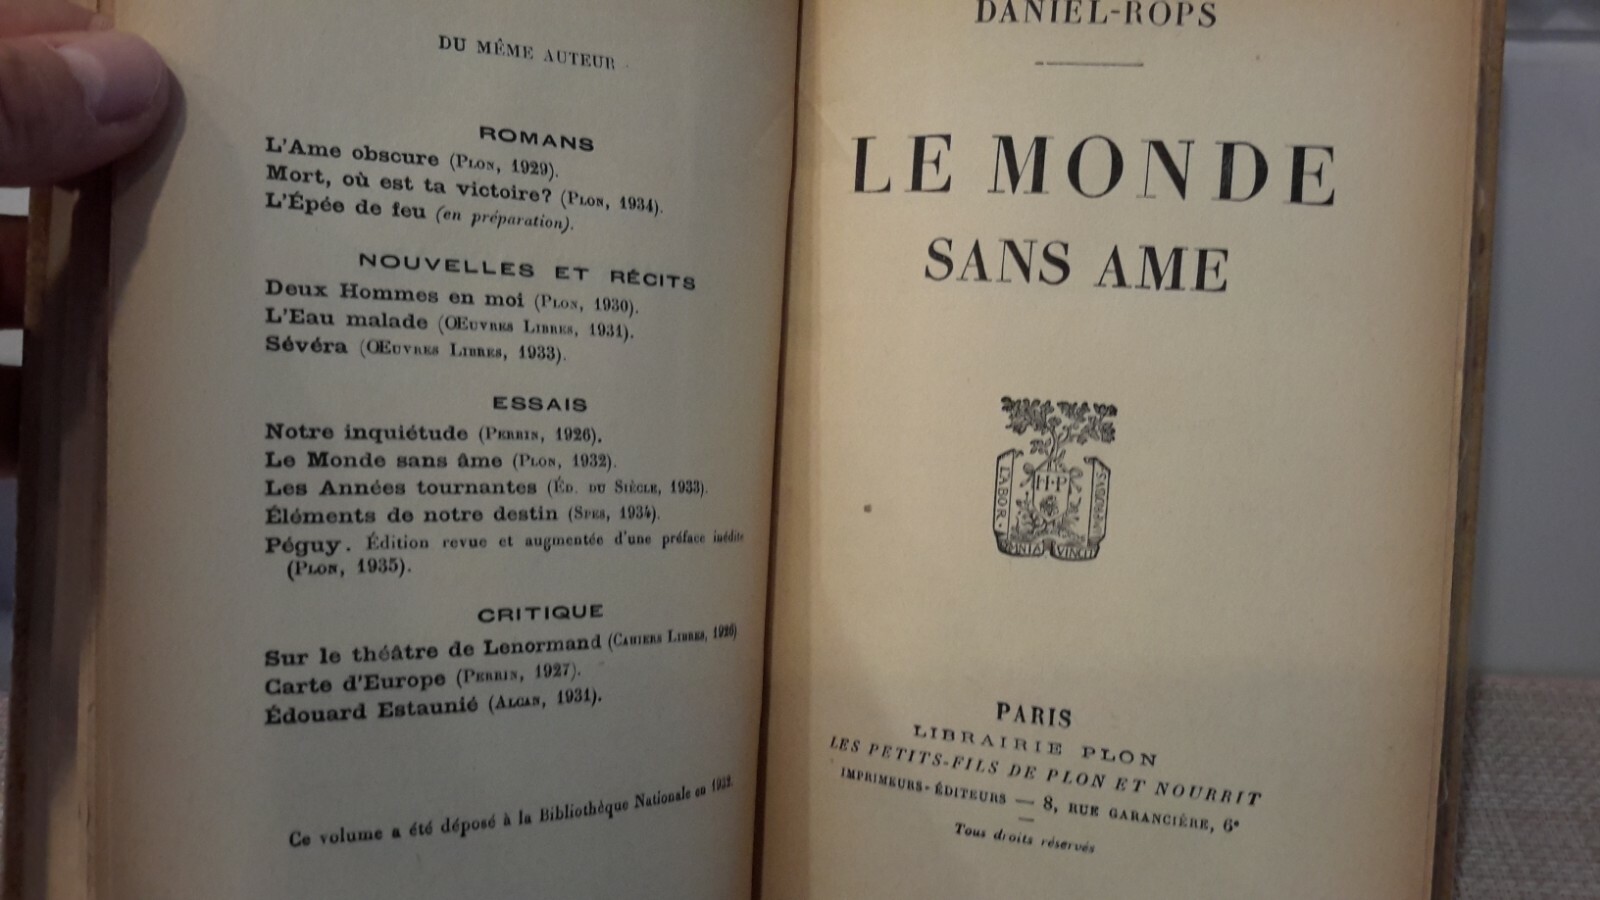 DU MÊME AUTEUR
ROMANS
L'Ame obscure (PLON, 1929).
Mort, où est ta victoire? (PLON, 1934).
L'Épée de feu (en préparation).
NOUVELLES ET RÉCITS
Deux Hommes en moi (PLON, 1930).
L'Eau malade (ŒUVRES LIBRES, 1931).
Sévéra (ŒUVRES LIBRES, 1933).
ESSAIS
Notre inquiétude (PERRIN, 1926).
Le Monde sans âme (PLON, 1932).
Les Années tournantes (ÉD. DU SIÈCLE, 1933).
Éléments de notre destin (SPES, 1934).
Péguy. Édition revue et augmentée d'une préface inédite
(PLON, 1935).
CRITIQUE
Sur le théâtre de Lenormand (CAHIERS LIBRES, 1926)
Carte d'Europe (PERRIN, 1927).
Édouard Estaunié (ALCAN, 1931).
Ce volume a été déposé à la Bibliothèque Nationale en 1932.
DANIEL-ROPS
LE MONDE
SANS AME
H·P
LABOR
OMNIA VINCIT
PARIS
LIBRAIRIE PLON
LES PETITS-FILS DE PLON ET NOURRIT
IMPRIMEURS-ÉDITEURS — 8, RUE GARANCIÈRE, 6e
Tous droits réservés